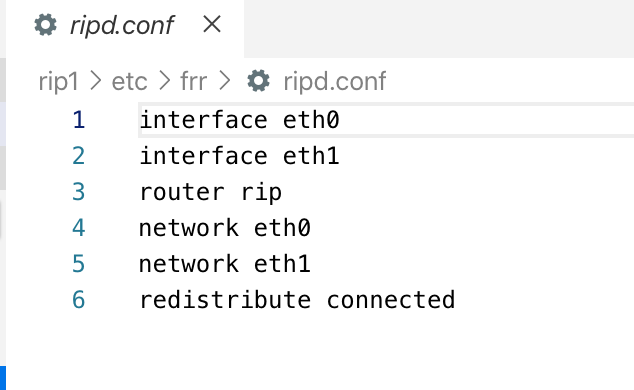 ripd.conf
rip1 > etc > frr > ripd.conf
1 interface eth0
2 interface eth1
3 router rip
4 network eth0
5 network eth1
6 redistribute connected